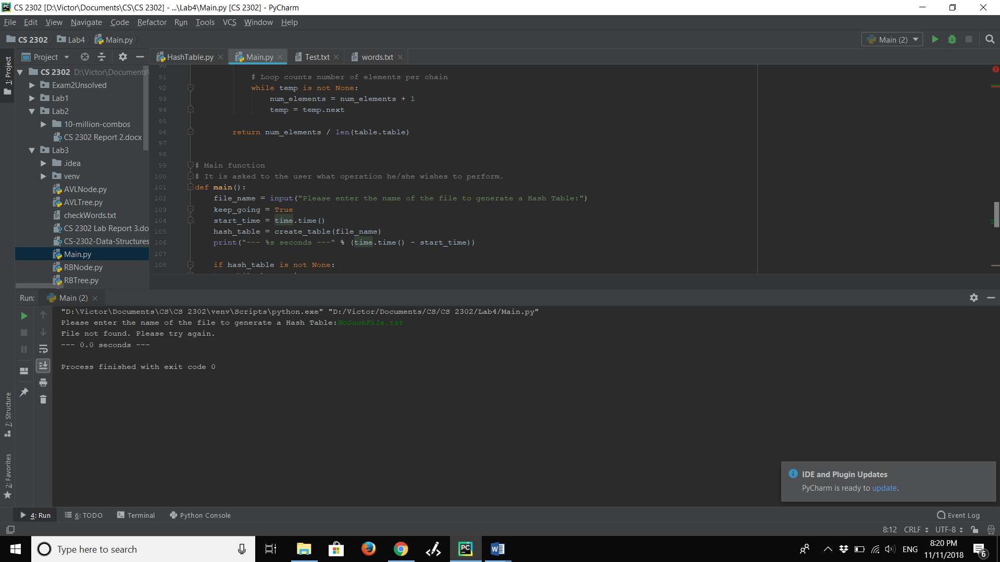 CS 2302 [D:\Victor\Documents\CS\CS 2302] - ...\Lab4\Main.py [CS 2302] - PyCharm
File Edit View Navigate Code Refactor Run Tools VCS Window Help
CS 2302 Lab4 Main.py
Main (2)
1: Project
Project
HashTable.py Main.py Test.txt words.txt
CS 2302 D:\Victor\Documents\
Exam2Unsolved
Lab1
Lab2
10-million-combos
CS 2302 Report 2.docx
Lab3
.idea
venv
AVLNode.py
AVLTree.py
checkWords.txt
CS 2302 Lab Report 3.do
CS-2302-Data-Structures
Main.py
RBNode.py
RBTree.py
90
91 # Loop counts number of elements per chain
92 while temp is not None:
93 num_elements = num_elements + 1
94 temp = temp.next
95
96 return num_elements / len(table.table)
97
98
99 # Main function
100 # It is asked to the user what operation he/she wishes to perform.
101 def main():
102 file_name = input("Please enter the name of the file to generate a Hash Table:")
103 keep_going = True
104 start_time = time.time()
105 hash_table = create_table(file_name)
106 print("--- %s seconds ---" % (time.time() - start_time))
107
108 if hash_table is not None:
Run: Main (2)
"D:\Victor\Documents\CS\CS 2302\venv\Scripts\python.exe" "D:/Victor/Documents/CS/CS 2302/Lab4/Main.py"
Please enter the name of the file to generate a Hash Table:NoSuchFile.txt
File not found. Please try again.
--- 0.0 seconds ---
Process finished with exit code 0
7: Structure
2: Favorites
IDE and Plugin Updates
PyCharm is ready to update.
4: Run 6: TODO Terminal Python Console
Event Log
8:12 CRLF UTF-8
Type here to search
PC
W
ENG
8:20 PM
11/11/2018
6